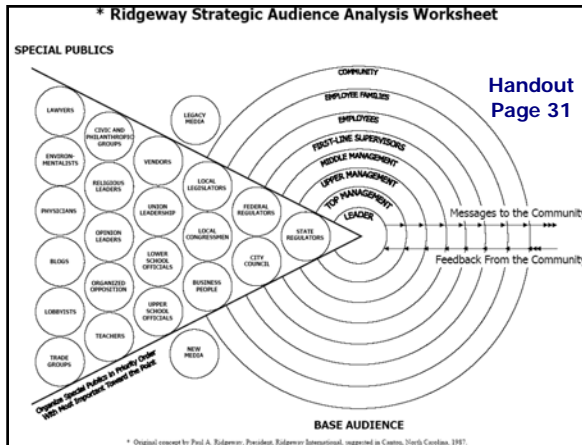 * Ridgeway Strategic Audience Analysis Worksheet
SPECIAL PUBLICS
Handout
Page 31
LAWYERS
ENVIRON-
MENTALISTS
PHYSICIANS
BLOGS
LOBBYISTS
TRADE
GROUPS
CIVIC AND
PHILANTHROPIC
GROUPS
RELIGIOUS
LEADERS
OPINION
LEADERS
ORGANIZED
OPPOSITION
TEACHERS
VENDORS
UNION
LEADERSHIP
LOWER
SCHOOL
OFFICIALS
UPPER
SCHOOL
OFFICIALS
LEGACY
MEDIA
LOCAL
LEGISLATORS
LOCAL
CONGRESSMEN
BUSINESS
PEOPLE
NEW
MEDIA
FEDERAL
REGULATORS
CITY
COUNCIL
STATE
REGULATORS
COMMUNITY
EMPLOYEE FAMILIES
EMPLOYEES
FIRST-LINE SUPERVISORS
MIDDLE MANAGEMENT
UPPER MANAGEMENT
TOP MANAGEMENT
LEADER
Messages to the Community
Feedback From the Community
Organize Special Publics in Priority Order
With Most Important Toward the Point
BASE AUDIENCE
* Original concept by Paul A. Ridgeway, President, Ridgeway International, suggested in Canton, North Carolina, 1987.